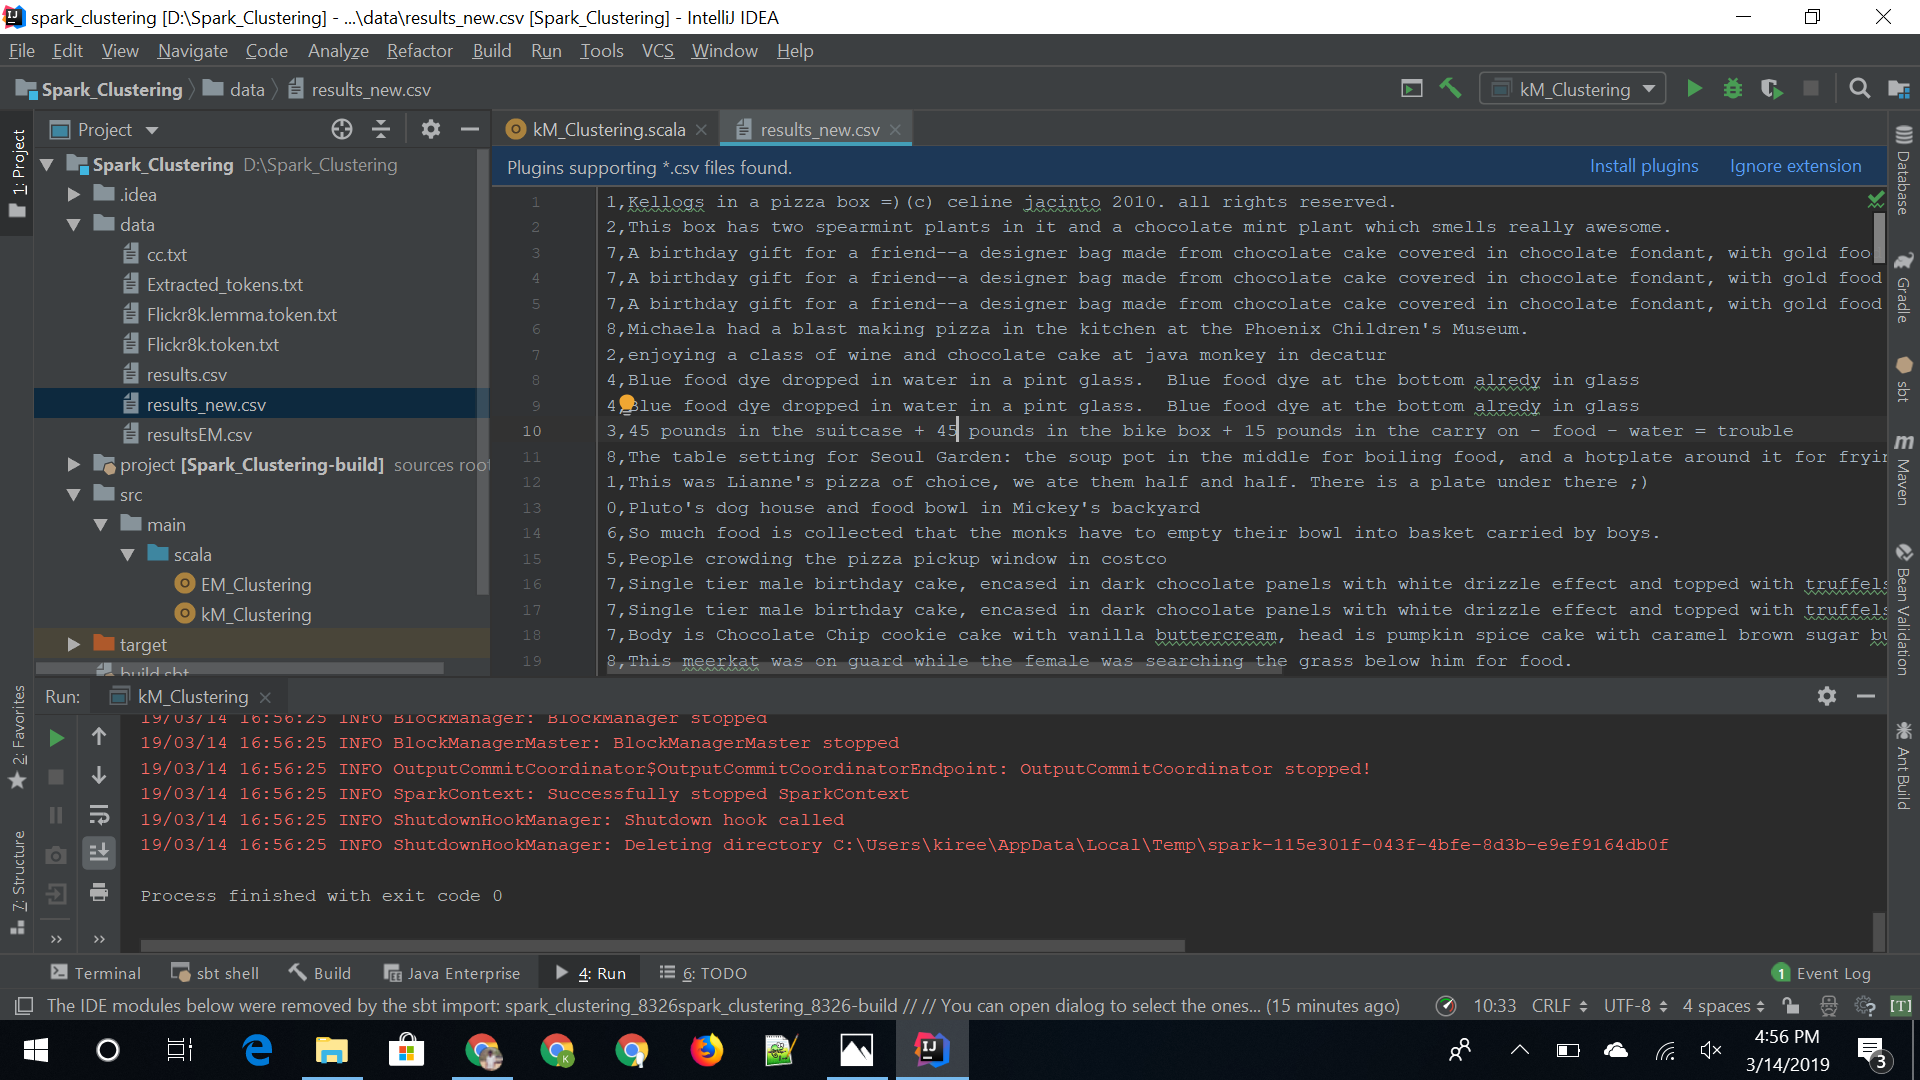 spark_clustering [D:\Spark_Clustering] - ...\data\results_new.csv [Spark_Clustering] - IntelliJ IDEA
File Edit View Navigate Code Analyze Refactor Build Run Tools VCS Window Help
Spark_Clustering data results_new.csv
kM_Clustering
Project
kM_Clustering.scala
results_new.csv
1: Project
Spark_Clustering D:\Spark_Clustering
.idea
data
cc.txt
Extracted_tokens.txt
Flickr8k.lemma.token.txt
Flickr8k.token.txt
results.csv
results_new.csv
resultsEM.csv
project [Spark_Clustering-build] sources root
src
main
scala
EM_Clustering
kM_Clustering
target
build.sbt
Plugins supporting *.csv files found.
Install plugins Ignore extension
1 1,Kellogs in a pizza box =)(c) celine jacinto 2010. all rights reserved.
2 2,This box has two spearmint plants in it and a chocolate mint plant which smells really awesome.
3 7,A birthday gift for a friend--a designer bag made from chocolate cake covered in chocolate fondant, with gold foo
4 7,A birthday gift for a friend--a designer bag made from chocolate cake covered in chocolate fondant, with gold food
5 7,A birthday gift for a friend--a designer bag made from chocolate cake covered in chocolate fondant, with gold food
6 8,Michaela had a blast making pizza in the kitchen at the Phoenix Children's Museum.
7 2,enjoying a class of wine and chocolate cake at java monkey in decatur
8 4,Blue food dye dropped in water in a pint glass.  Blue food dye at the bottom alredy in glass
9 4,Blue food dye dropped in water in a pint glass.  Blue food dye at the bottom alredy in glass
10 3,45 pounds in the suitcase + 45 pounds in the bike box + 15 pounds in the carry on - food - water = trouble
11 8,The table setting for Seoul Garden: the soup pot in the middle for boiling food, and a hotplate around it for fryin
12 1,This was Lianne's pizza of choice, we ate them half and half. There is a plate under there ;)
13 0,Pluto's dog house and food bowl in Mickey's backyard
14 6,So much food is collected that the monks have to empty their bowl into basket carried by boys.
15 5,People crowding the pizza pickup window in costco
16 7,Single tier male birthday cake, encased in dark chocolate panels with white drizzle effect and topped with truffels
17 7,Single tier male birthday cake, encased in dark chocolate panels with white drizzle effect and topped with truffels
18 7,Body is Chocolate Chip cookie cake with vanilla buttercream, head is pumpkin spice cake with caramel brown sugar bu
19 8,This meerkat was on guard while the female was searching the grass below him for food.
Database
Gradle
sbt
Maven
Bean Validation
Ant Build
2: Favorites
7: Structure
Run: kM_Clustering
19/03/14 16:56:25 INFO BlockManager: BlockManager stopped
19/03/14 16:56:25 INFO BlockManagerMaster: BlockManagerMaster stopped
19/03/14 16:56:25 INFO OutputCommitCoordinator$OutputCommitCoordinatorEndpoint: OutputCommitCoordinator stopped!
19/03/14 16:56:25 INFO SparkContext: Successfully stopped SparkContext
19/03/14 16:56:25 INFO ShutdownHookManager: Shutdown hook called
19/03/14 16:56:25 INFO ShutdownHookManager: Deleting directory C:\Users\kiree\AppData\Local\Temp\spark-115e301f-043f-4bfe-8d3b-e9ef9164db0f
Process finished with exit code 0
Terminal sbt shell Build Java Enterprise 4: Run 6: TODO 1 Event Log
The IDE modules below were removed by the sbt import: spark_clustering_8326spark_clustering_8326-build // // You can open dialog to select the ones... (15 minutes ago) 10:33 CRLF UTF-8 4 spaces [T]
4:56 PM
3/14/2019
3